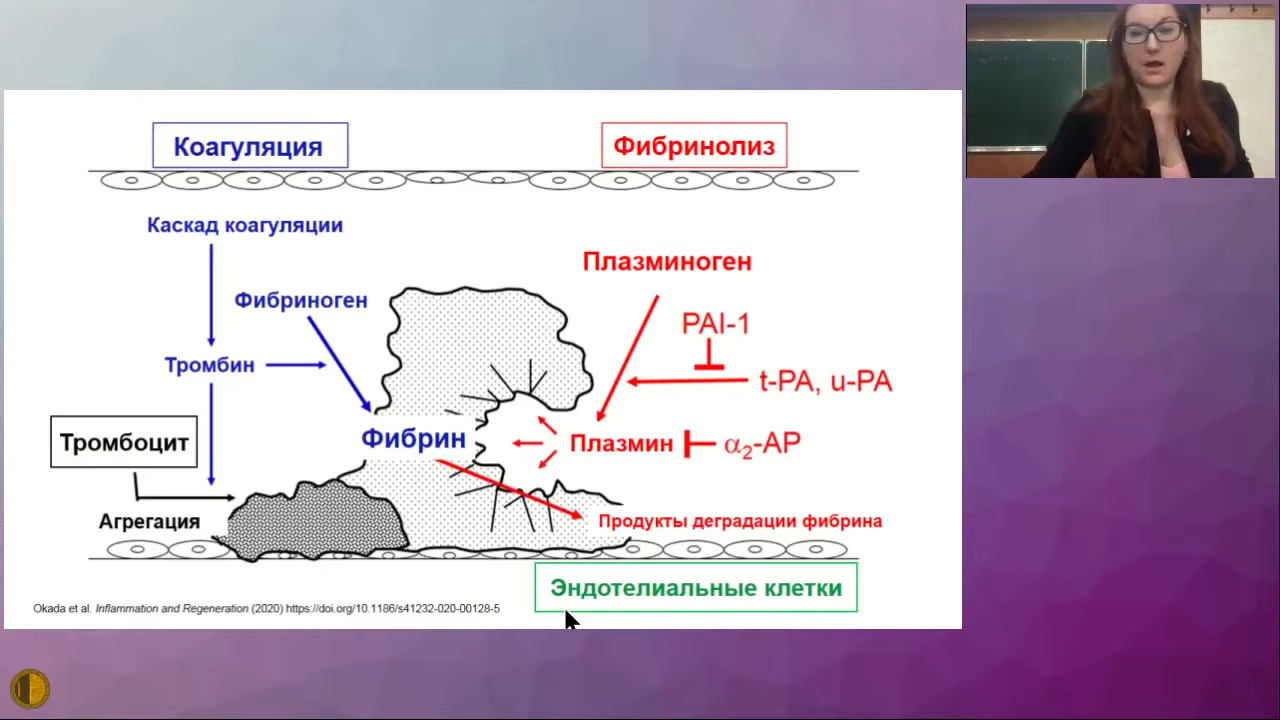 Коагуляция
Фибринолиз
Каскад коагуляции
Плазминоген
Фибриноген
PAI-1
Тромбин
t-PA, u-PA
Тромбоцит
Фибрин
Плазмин
α₂-AP
Агрегация
Продукты деградации фибрина
Эндотелиальные клетки
Okada et al. Inflammation and Regeneration (2020) https://doi.org/10.1186/s41232-020-00128-5